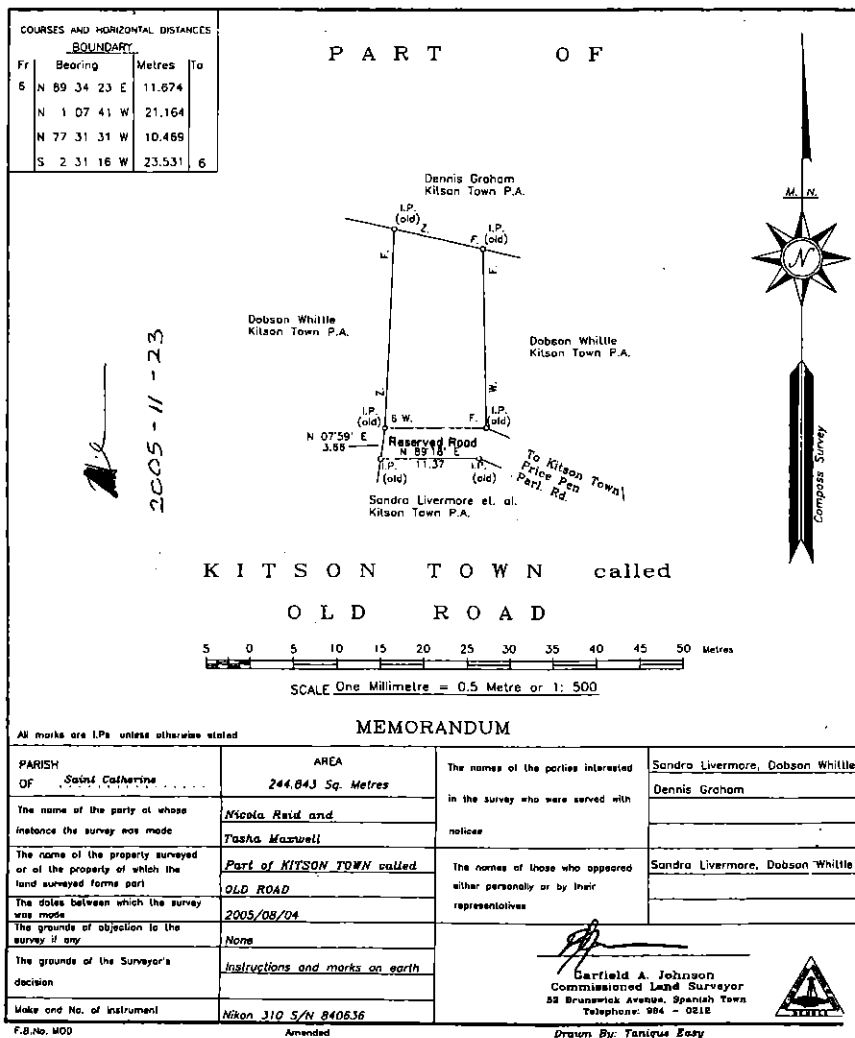 COURSES AND HORIZONTAL DISTANCES
BOUNDARY
Fr Bearing Metres To
6 N 89 34 23 E 11.674
N 1 07 41 W 21.164
N 77 31 31 W 10.469
S 2 31 16 W 23.531 6
PART OF
M. N.
N
Compass Survey
Dennis Graham
Kitson Town P.A.
I.P.
(old)
Z.
I.P.
F. (old)
F.
F.
Dobson Whittle
Kitson Town P.A.
Dobson Whittle
Kitson Town P.A.
2005-11-23
Z.
W.
I.P.
(old)
6 W.
F.
I.P.
(old)
N 07°59' E
3.66
Reserved Road
N 89°18' E
11.37
I.P.
(old)
I.P.
(old)
To Kitson Town
Price Pen
Parl. Rd.
Sandra Livermore et. al.
Kitson Town P.A.
KITSON TOWN called
OLD ROAD
5 0 5 10 15 20 25 30 35 40 45 50 Metres
SCALE One Millimetre = 0.5 Metre or 1: 500
MEMORANDUM
All marks are I.Ps unless otherwise stated
PARISH
OF Saint Catherine
AREA
244.843 Sq. Metres
The name of the party at whose
instance the survey was made
Nicola Reid and
Tasha Maxwell
The name of the property surveyed
or of the property of which the
land surveyed forms part
Part of KITSON TOWN called
OLD ROAD
The dates between which the survey
was made
2005/08/04
The grounds of objection to the
survey if any
None
The grounds of the Surveyor's
decision
Instructions and marks on earth
Make and No. of instrument
Nikon 310 S/N 840636
The names of the parties interested
in the survey who were served with
notices
Sandra Livermore, Dobson Whittle
Dennis Graham
The names of those who appeared
either personally or by their
representatives
Sandra Livermore, Dobson Whittle
Garfield A. Johnson
Commissioned Land Surveyor
52 Brunswick Avenue, Spanish Town
Telephone: 984 - 0212
F.B.No. MOD
Amended
Drawn By: Tanique Easy